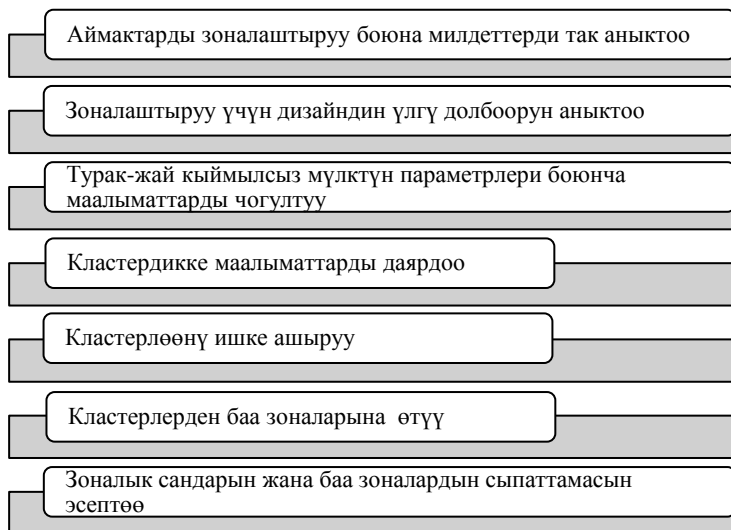 Аймактарды зоналаштыруу боюна милдеттерди так аныктоо
Зоналаштыруу үчүн дизайндин үлгү долбоорун аныктоо
Турак-жай кыймылсыз мүлктүн параметрлери боюнча
маалыматтарды чогултуу
Кластердикке маалыматтарды даярдоо
Кластерлөөнү ишке ашыруу
Кластерлерден баа зоналарына өтүү
Зоналык сандарын жана баа зоналардын сыпаттамасын
эсептөө